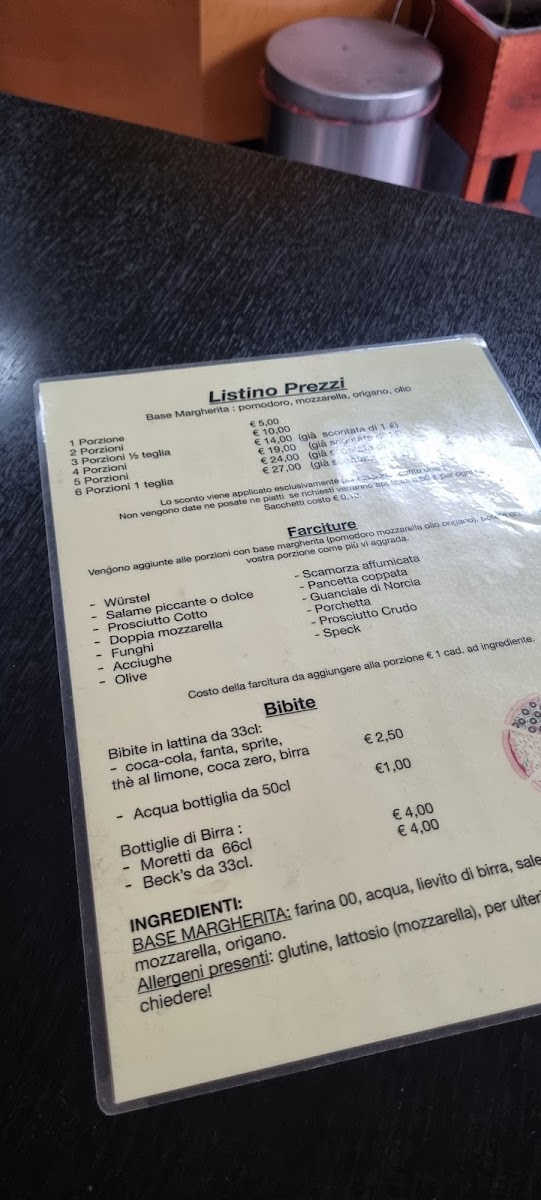 Listino Prezzi
Base Margherita : pomodoro, mozzarella, origano, olio
1 Porzione € 5,00
2 Porzioni € 10,00
3 Porzioni ½ teglia € 14,00 (già scontata di 1 €)
4 Porzioni € 19,00 (già scontata di
5 Porzioni € 24,00 (già
6 Porzioni 1 teglia € 27,00 (già
Lo sconto viene applicato esclusivamente
Non vengono date ne posate ne piatti se richiesti verranno
Sacchetti costo € 0,10
Farciture
Vengono aggiunte alle porzioni con base margherita (pomodoro mozzarella olio origano),
vostra porzione come più vi aggrada.
- Würstel
- Salame piccante o dolce
- Prosciutto Cotto
- Doppia mozzarella
- Funghi
- Acciughe
- Olive
- Scamorza affumicata
- Pancetta coppata
- Guanciale di Norcia
- Porchetta
- Prosciutto Crudo
- Speck
Costo della farcitura da aggiungere alla porzione € 1 cad. ad ingrediente.
Bibite
Bibite in lattina da 33cl:
- coca-cola, fanta, sprite, € 2,50
thè al limone, coca zero, birra
- Acqua bottiglia da 50cl €1,00
Bottiglie di Birra :
- Moretti da 66cl € 4,00
- Beck's da 33cl. € 4,00
INGREDIENTI:
BASE MARGHERITA: farina 00, acqua, lievito di birra, sale
mozzarella, origano.
Allergeni presenti: glutine, lattosio (mozzarella), per ulteri
chiedere!